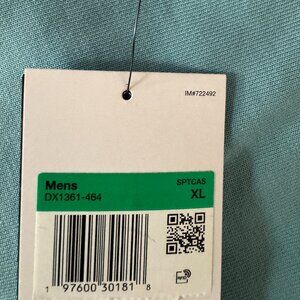 IM#722492
Mens SPTCAS
DX1361-464 XL
1 97600 30181 8